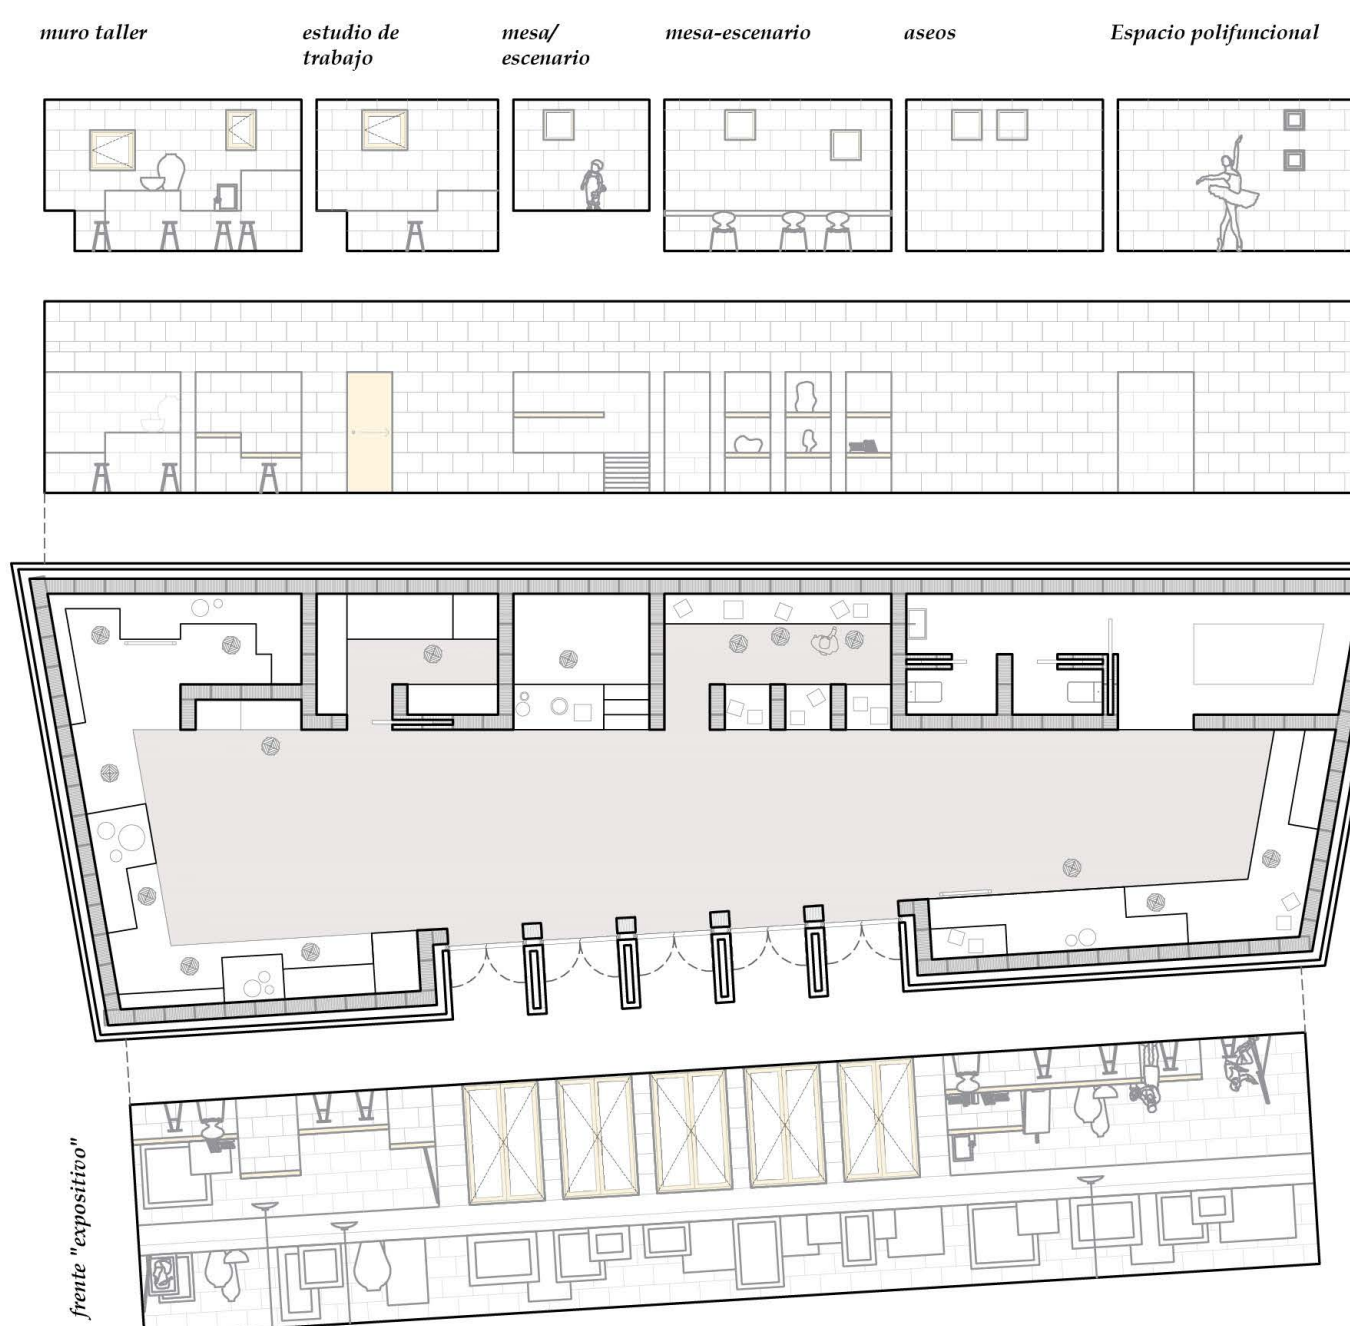 muro taller
estudio de
trabajo
mesa/
escenario
mesa-escenario
aseos
Espacio polifuncional
frente "expositivo"